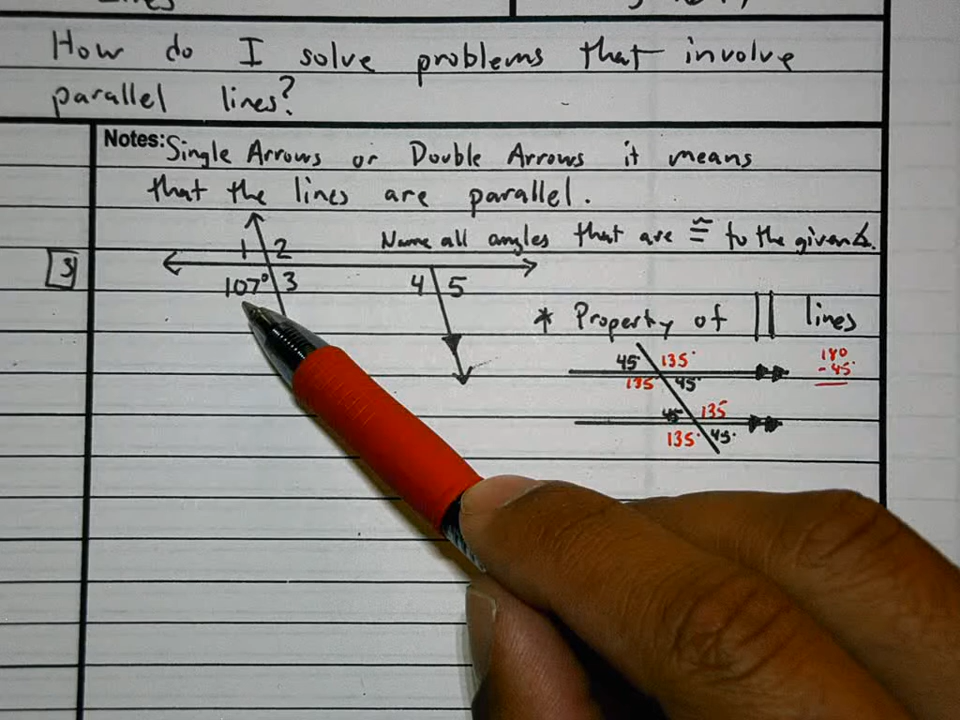 How do I solve problems that involve
parallel lines?
Notes: Single Arrows or Double Arrows it means
that the lines are parallel.
Name all angles that are ≅ to the given ∠.
3
1 2
107° 3
4 5
* Property of || lines
45° 135°
135° 45°
45° 135
135° 45°
180
-45°